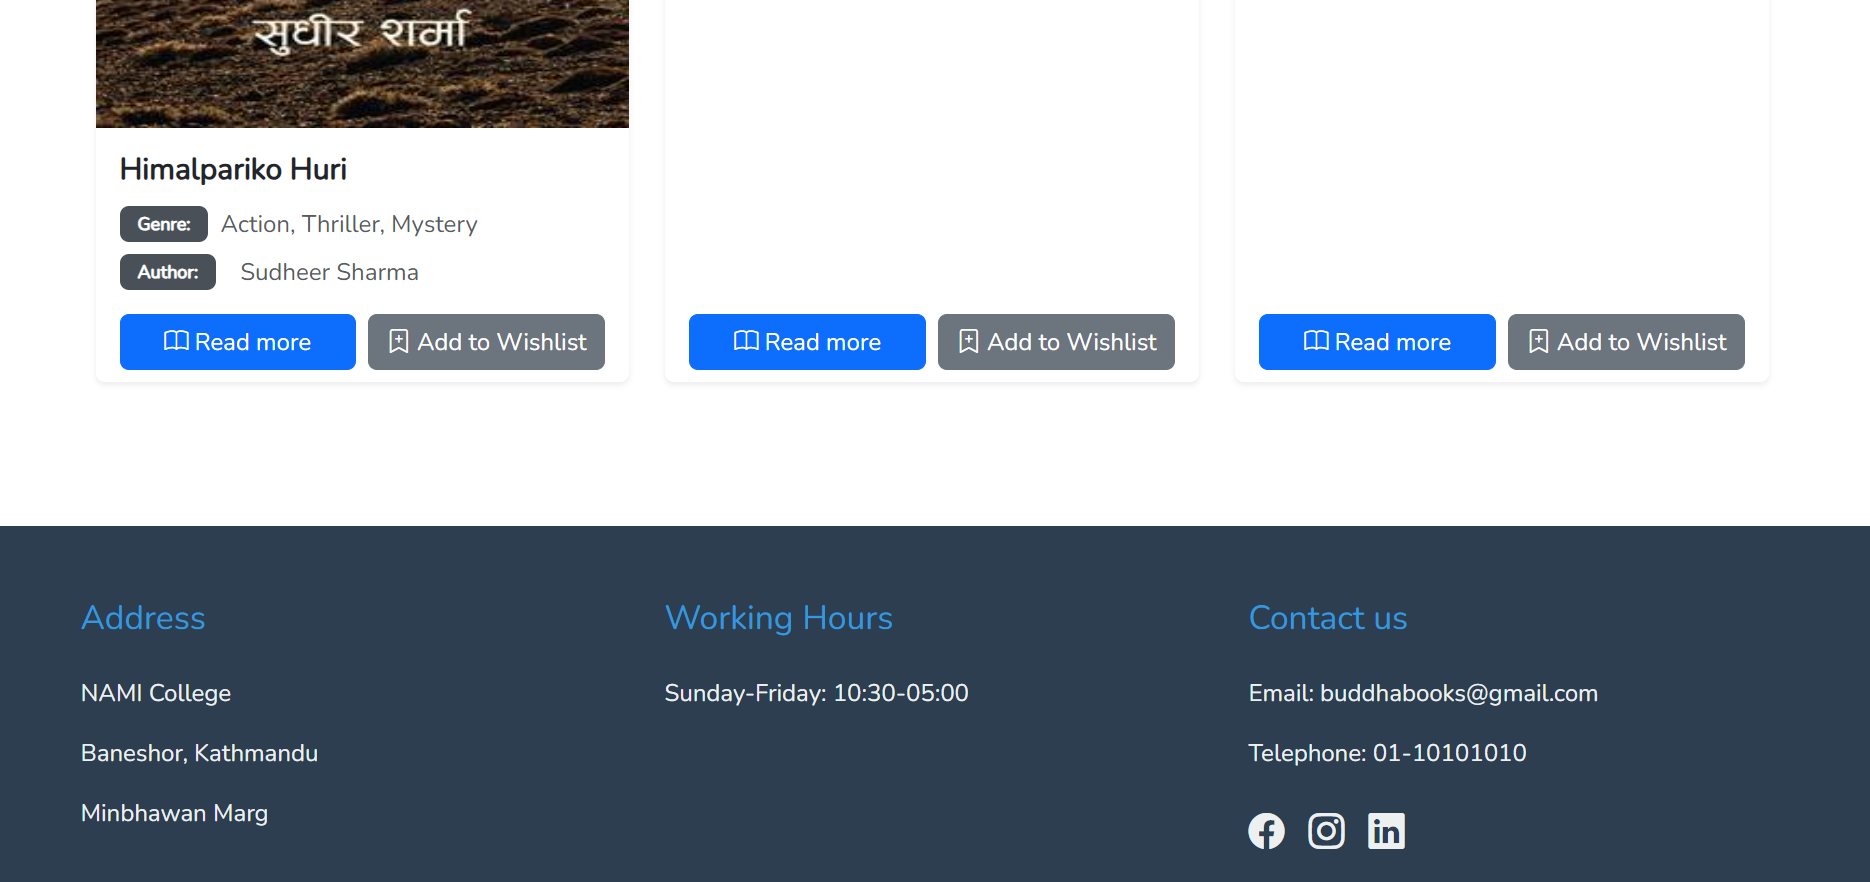 सुधीर शर्मा
Himalpariko Huri
Genre: Action, Thriller, Mystery
Author: Sudheer Sharma
Read more Add to Wishlist Read more Add to Wishlist Read more Add to Wishlist
Address
NAMI College
Baneshor, Kathmandu
Minbhawan Marg
Working Hours
Sunday-Friday: 10:30-05:00
Contact us
Email: buddhabooks@gmail.com
Telephone: 01-10101010